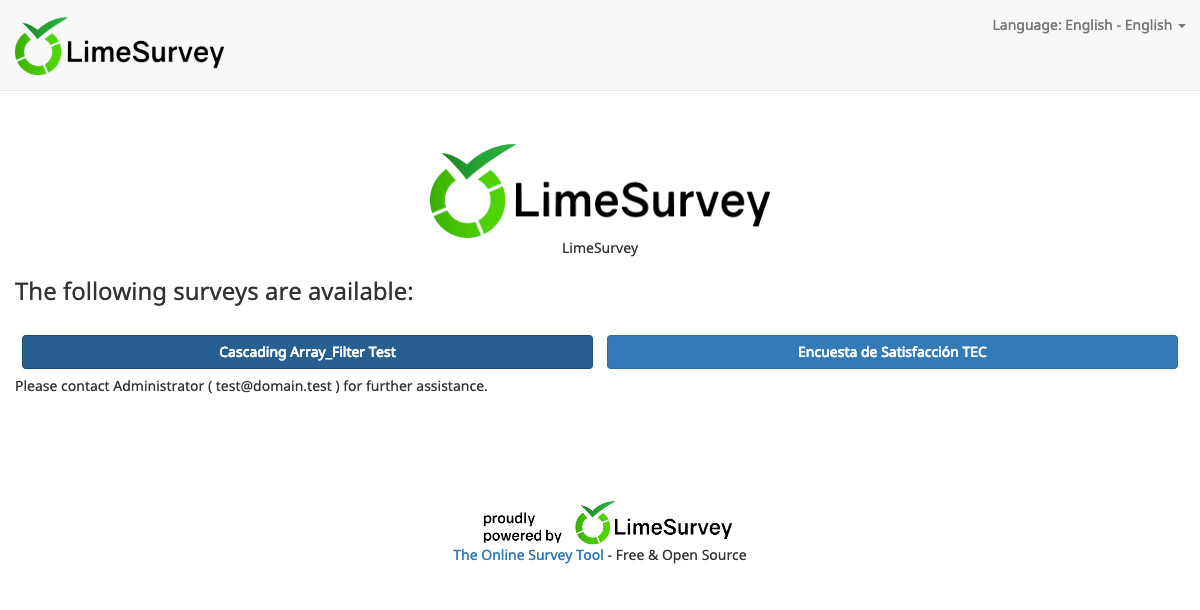 LimeSurvey
Language: English - English
LimeSurvey
LimeSurvey
The following surveys are available:
Cascading Array_Filter Test
Encuesta de Satisfacción TEC
Please contact Administrator ( test@domain.test ) for further assistance.
proudly
powered by
LimeSurvey
The Online Survey Tool - Free & Open Source